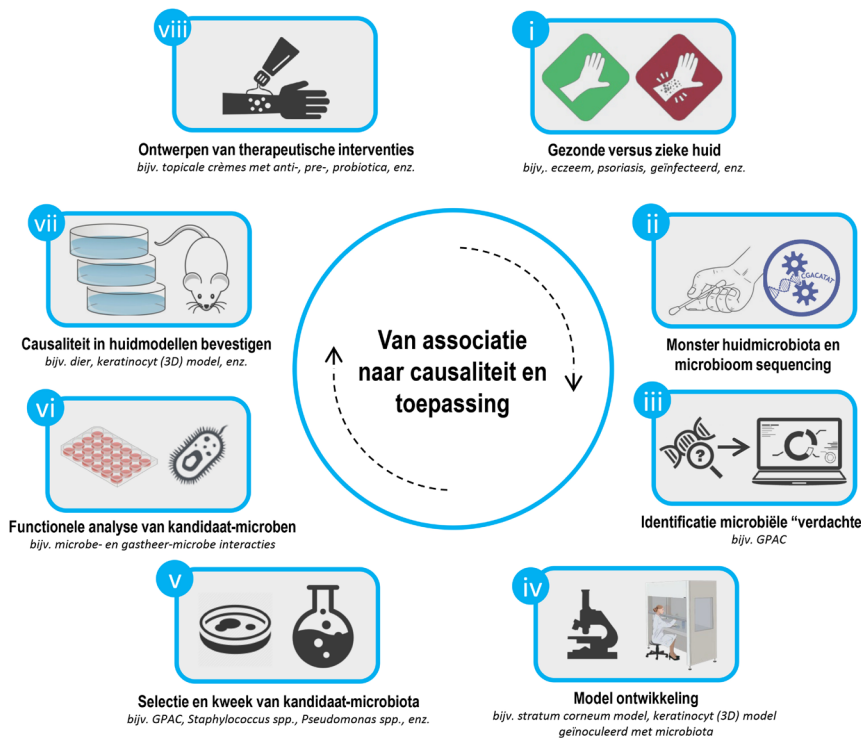 viii
Ontwerpen van therapeutische interventies
bijv. topicale crèmes met anti-, pre-, probiotica, enz.
i
Gezonde versus zieke huid
bijv,. eczeem, psoriasis, geïnfecteerd, enz.
vii
Causaliteit in huidmodellen bevestigen
bijv. dier, keratinocyt (3D) model, enz.
ii
CGACATAT
Monster huidmicrobiota en
microbioom sequencing
Van associatie
naar causaliteit en
toepassing
vi
Functionele analyse van kandidaat-microben
bijv. microbe- en gastheer-microbe interacties
iii
?
Identificatie microbiële “verdachte
bijv. GPAC
v
Selectie en kweek van kandidaat-microbiota
bijv. GPAC, Staphylococcus spp., Pseudomonas spp., enz.
iv
Model ontwikkeling
bijv. stratum corneum model, keratinocyt (3D) model
geïnoculeerd met microbiota